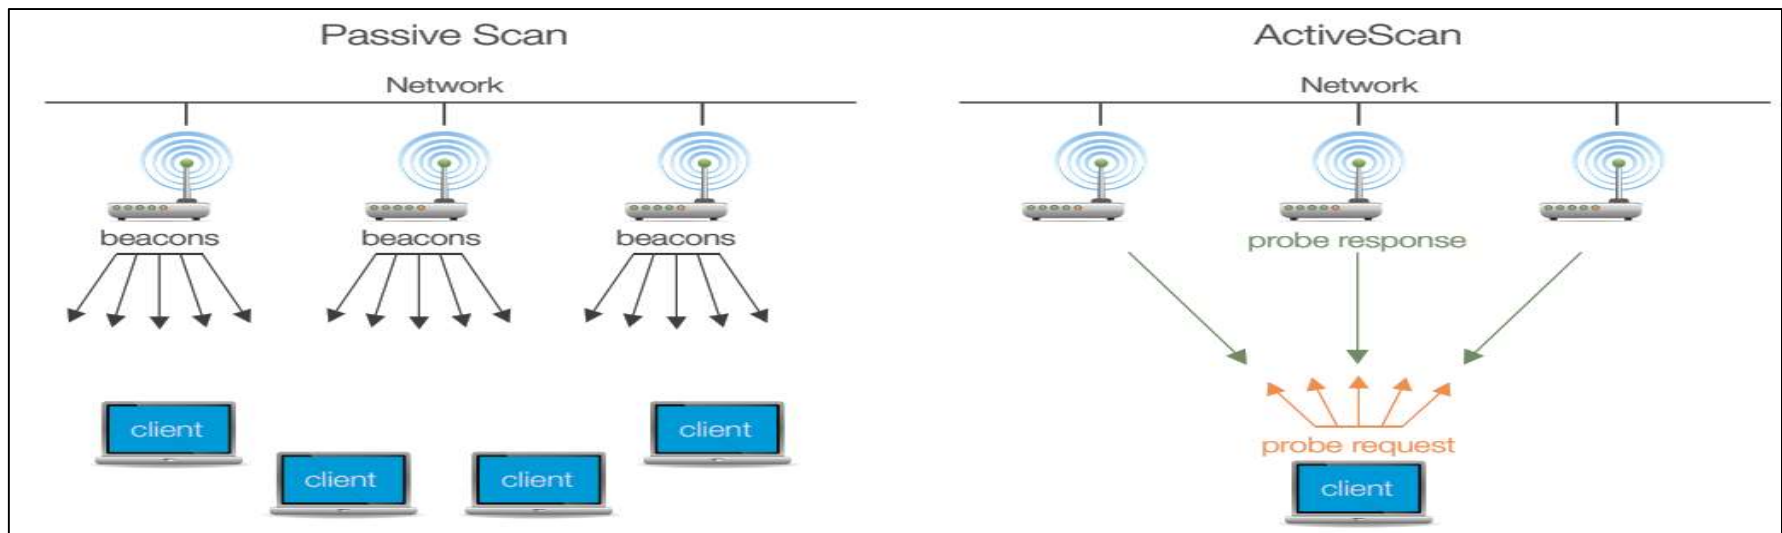 Passive Scan
Network
beacons
beacons
beacons
client
client
client
client
ActiveScan
Network
probe response
probe request
client